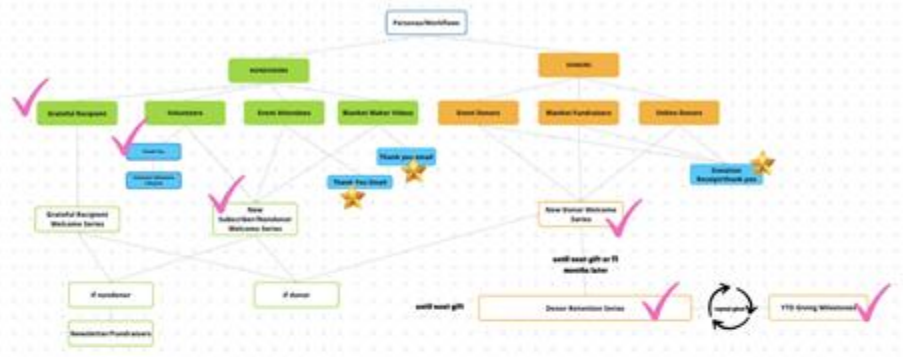 Personas/Workflows
NONDONORS
DONORS
Grateful Recipient
Volunteers
Event Attendees
Blanket Maker Videos
Event Donors
Blanket Fundraisers
Online Donors
Thank you email
Thank You Email
Donation
Receipt/thank you
Grateful Recipient
Welcome Series
New
Subscriber/Nondonor
Welcome Series
New Donor Welcome
Series
until next gift or 11
months later
if nondonor
if donor
until next gift
Donor Retention Series
YTD Giving Milestones
Newsletter/Fundraisers